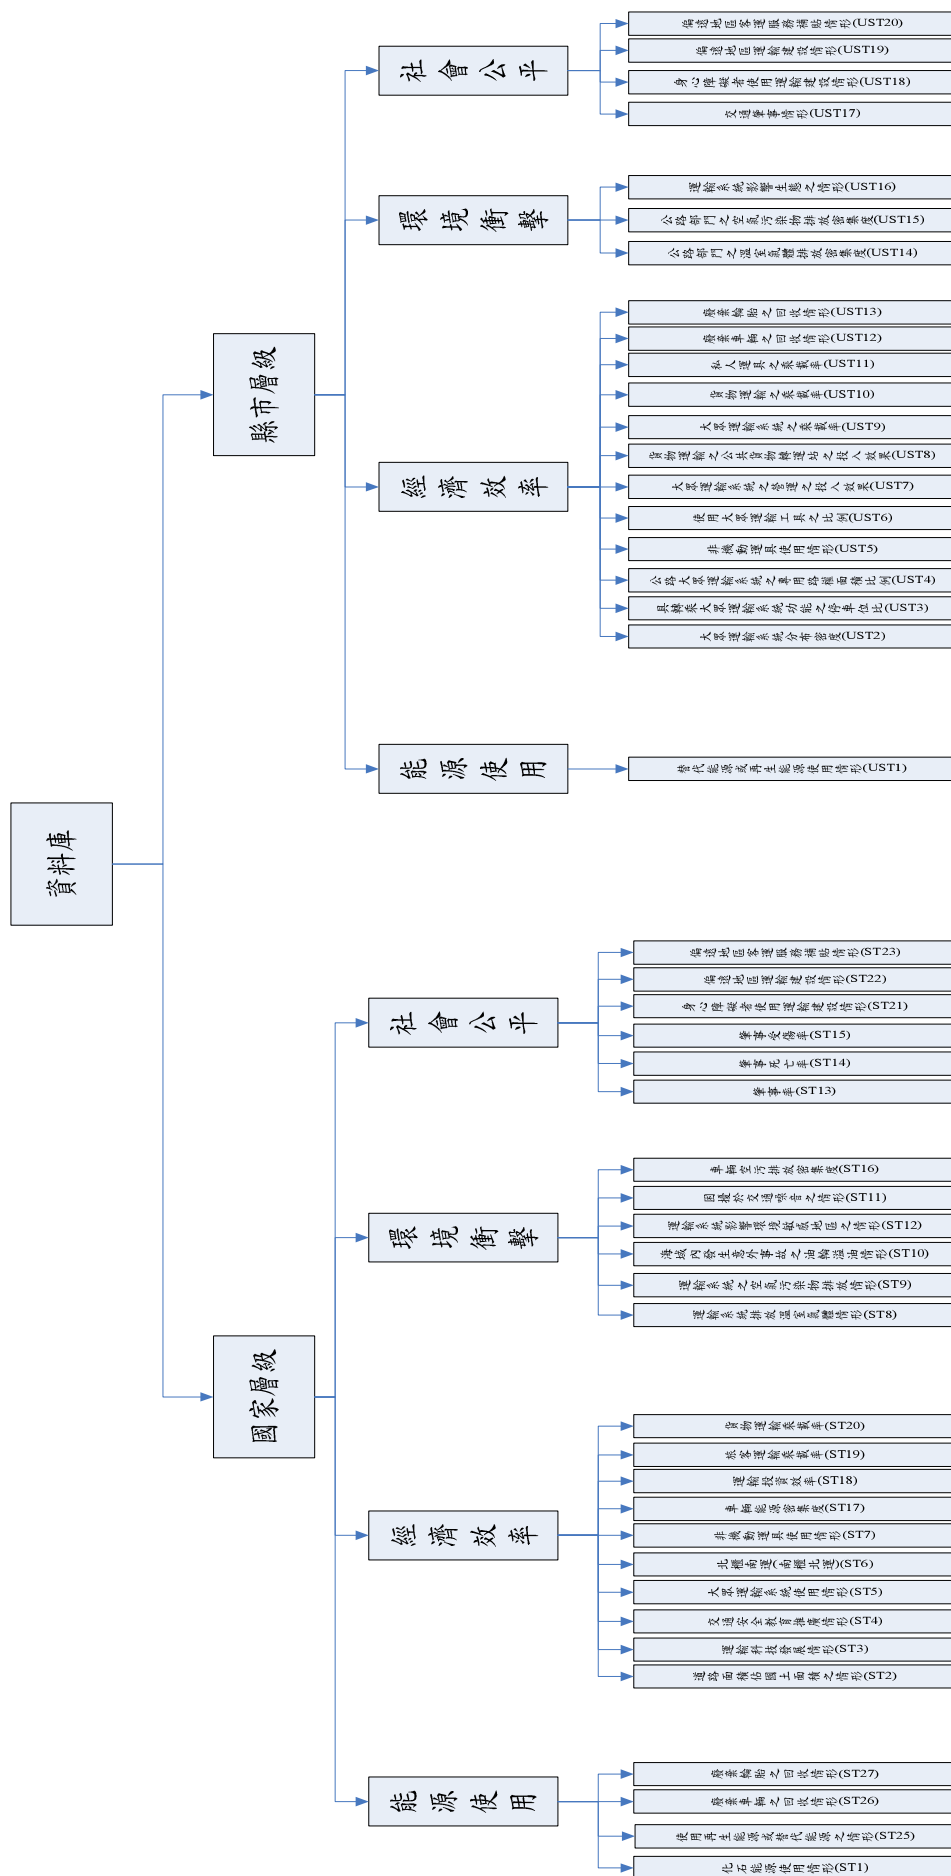 資料庫
縣市層級
社會公平
偏遠地區客運服務補貼情形(UST20)
偏遠地區運輸建設情形(UST19)
身心障礙者使用運輸建設情形(UST18)
交通肇事情形(UST17)
環境衝擊
運輸系統影響生態之情形(UST16)
公路部門之空氣污染物排放密集度(UST15)
公路部門之溫室氣體排放密集度(UST14)
經濟效率
廢棄輪胎之回收情形(UST13)
廢棄車輛之回收情形(UST12)
私人運具之乘載率(UST11)
貨物運輸之乘載率(UST10)
大眾運輸系統之乘載率(UST9)
貨物運輸之公共貨物轉運站之投入效果(UST8)
大眾運輸系統之營運之投入效果(UST7)
使用大眾運輸工具之比例(UST6)
非機動運具使用情形(UST5)
公路大眾運輸系統之專用路權面積比例(UST4)
具轉乘大眾運輸系統功能之停車位比(UST3)
大眾運輸系統分布密度(UST2)
能源使用
替代能源或再生能源使用情形(UST1)
國家層級
社會公平
偏遠地區客運服務補貼情形(ST23)
偏遠地區運輸建設情形(ST22)
身心障礙者使用運輸建設情形(ST21)
肇事受傷率(ST15)
肇事死亡率(ST14)
肇事率(ST13)
環境衝擊
車輛空污排放密集度(ST16)
困擾於交通噪音之情形(ST11)
運輸系統影響環境敏感地區之情形(ST12)
海域內發生意外事故之油輪溢油情形(ST10)
運輸系統之空氣污染物排放情形(ST9)
運輸系統排放溫室氣體情形(ST8)
經濟效率
貨物運輸乘載率(ST20)
旅客運輸乘載率(ST19)
運輸投資效率(ST18)
車輛能源密集度(ST17)
非機動運具使用情形(ST7)
北櫃南運(南櫃北運)(ST6)
大眾運輸系統使用情形(ST5)
交通安全教育推廣情形(ST4)
運輸科技發展情形(ST3)
道路面積佔國土面積之情形(ST2)
能源使用
廢棄輪胎之回收情形(ST27)
廢棄車輛之回收情形(ST26)
使用再生能源或替代能源之情形(ST25)
化石能源使用情形(ST1)